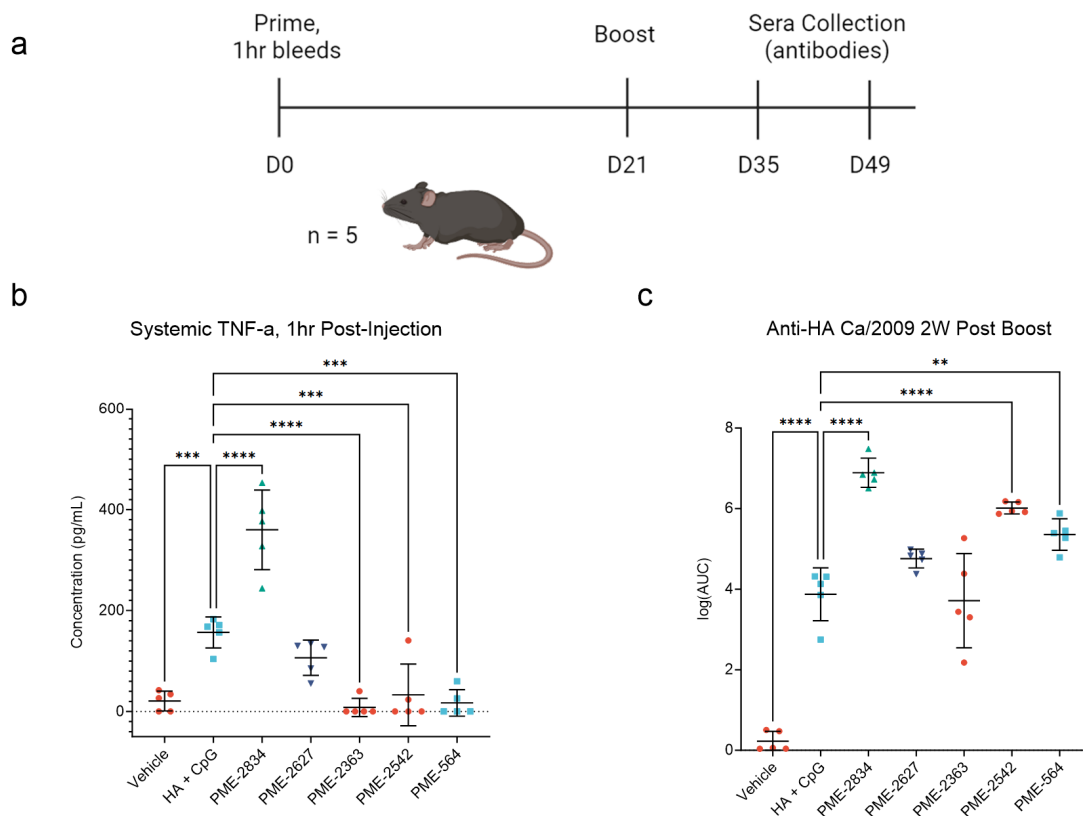 a
Prime,
1hr bleeds
Boost
Sera Collection
(antibodies)
D0
D21
D35
D49
n = 5
b
Systemic TNF-a, 1hr Post-Injection
***
***
****
***
****
Concentration (pg/mL)
600
400
200
0
Vehicle
HA + CpG
PME-2834
PME-2627
PME-2363
PME-2542
PME-564
c
Anti-HA Ca/2009 2W Post Boost
**
****
****
****
log(AUC)
8
6
4
2
0
Vehicle
HA + CpG
PME-2834
PME-2627
PME-2363
PME-2542
PME-564